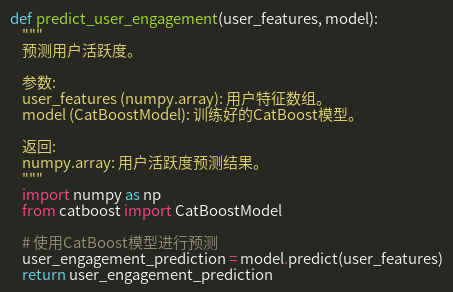 def predict_user_engagement(user_features, model):
    """
    预测用户活跃度。

    参数:
    user_features (numpy.array): 用户特征数组。
    model (CatBoostModel): 训练好的CatBoost模型。

    返回:
    numpy.array: 用户活跃度预测结果。
    """
    import numpy as np
    from catboost import CatBoostModel

    # 使用CatBoost模型进行预测
    user_engagement_prediction = model.predict(user_features)
    return user_engagement_prediction